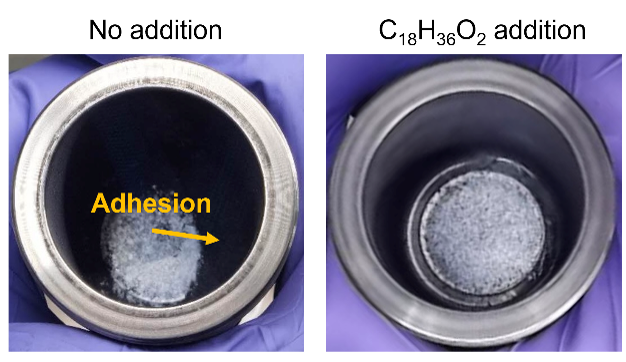 No addition
C₁₈H₃₆O₂ addition
Adhesion